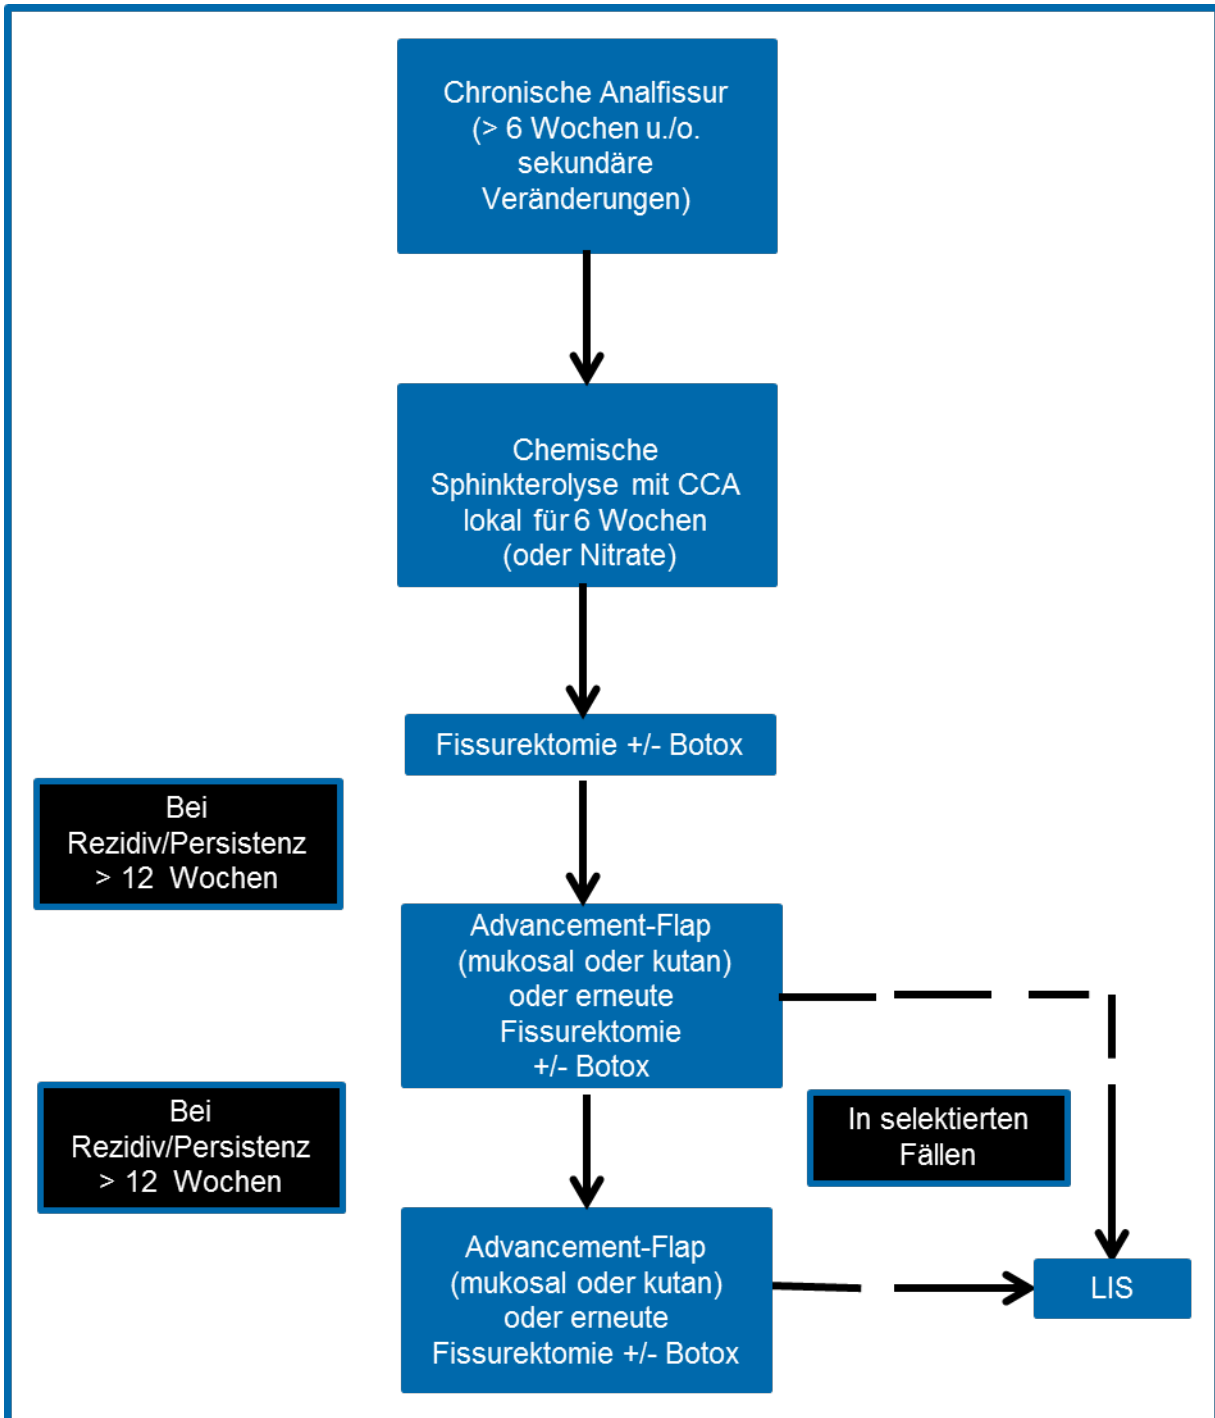 Chronische Analfissur
(> 6 Wochen u./o.
sekundäre
Veränderungen)
Chemische
Sphinkterolyse mit CCA
lokal für 6 Wochen
(oder Nitrate)
Fissurektomie +/- Botox
Bei
Rezidiv/Persistenz
> 12 Wochen
Advancement-Flap
(mukosal oder kutan)
oder erneute
Fissurektomie
+/- Botox
Bei
Rezidiv/Persistenz
> 12 Wochen
In selektierten
Fällen
Advancement-Flap
(mukosal oder kutan)
oder erneute
Fissurektomie +/- Botox
LIS